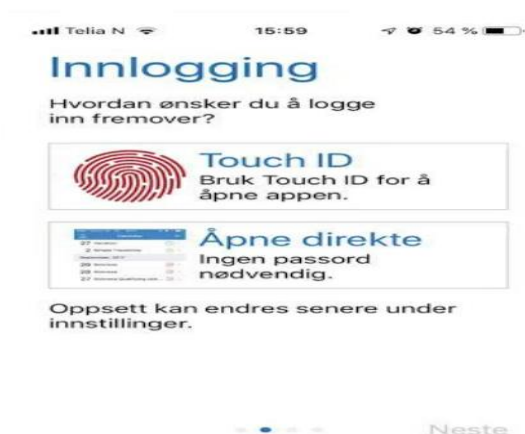 Telia N 15:59 54 %
Innlogging
Hvordan ønsker du å logge
inn fremover?
Touch ID
Bruk Touch ID for å
åpne appen.
Åpne direkte
Ingen passord
nødvendig.
Oppsett kan endres senere under
innstillinger.
Neste